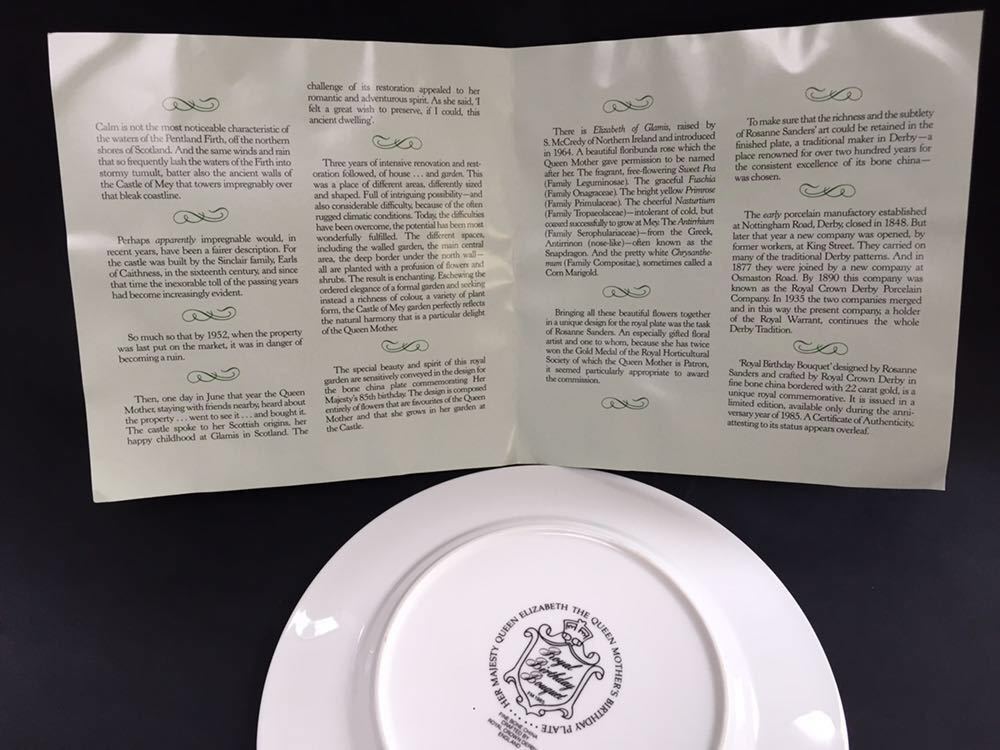 Calm is not the most noticeable characteristic of
the waters of the Pentland Firth, off the northern
shores of Scotland. And the same winds and rain
that so frequently lash the waters of the Firth into
stormy tumult, batter also the ancient walls of
the Castle of Mey that towers impregnably over
that bleak coastline.
Perhaps apparently impregnable would, in
recent years, have been a fairer description. For
the castle was built by the Sinclair family, Earls
of Caithness, in the sixteenth century, and since
that time the inexorable toll of the passing years
had become increasingly evident.
So much so that by 1952, when the property
was last put on the market, it was in danger of
becoming a ruin.
Then, one day in June that year the Queen
Mother, staying with friends nearby, heard about
the property . . . went to see it . . . and bought it.
The castle spoke to her Scottish origins, her
happy childhood at Glamis in Scotland. The
challenge of its restoration appealed to her
romantic and adventurous spirit. As she said, 'I
felt a great wish to preserve, if I could, this
ancient dwelling'.
Three years of intensive renovation and rest-
oration followed, of house . . . and garden. This
was a place of different areas, differently sized
and shaped. Full of intriguing possibility—and
also considerable difficulty, because of the often
rugged climatic conditions. Today, the difficulties
have been overcome, the potential has been most
wonderfully fulfilled. The different spaces,
including the walled garden, the main central
area, the deep border under the north wall—
all are planted with a profusion of flowers and
shrubs. The result is enchanting. Eschewing the
ordered elegance of a formal garden and seeking
instead a richness of colour, a variety of plant
form, the Castle of Mey garden perfectly reflects
the natural harmony that is a particular delight
of the Queen Mother.
The special beauty and spirit of this royal
garden are sensitively conveyed in the design for
the bone china plate commemorating Her
Majesty's 85th birthday. The design is composed
entirely of flowers that are favourites of the Queen
Mother and that she grows in her garden at
the Castle.
There is Elizabeth of Glamis, raised by
S. McCredy of Northern Ireland and introduced
in 1964. A beautiful floribunda rose which the
Queen Mother gave permission to be named
after her. The fragrant, free-flowering Sweet Pea
(Family Leguminosae). The graceful Fuschia
(Family Onagraceae). The bright yellow Primrose
(Family Primulaceae). The cheerful Nasturtium
(Family Tropaeolaceae)—intolerant of cold, but
coaxed successfully to grow at Mey. The Antirrhium
(Family Serophulariaceae)—from the Greek,
Antirrinon (nose-like)—often known as the
Snapdragon. And the pretty white Chrysanthe-
mum (Family Compositae), sometimes called a
Corn Marigold.
Bringing all these beautiful flowers together
in a unique design for the royal plate was the task
of Rosanne Sanders. An especially gifted floral
artist and one to whom, because she has twice
won the Gold Medal of the Royal Horticultural
Society of which the Queen Mother is Patron,
it seemed particularly appropriate to award
the commission.
To make sure that the richness and the subtlety
of Rosanne Sanders' art could be retained in the
finished plate, a traditional maker in Derby—a
place renowned for over two hundred years for
the consistent excellence of its bone china—
was chosen.
The early porcelain manufactory established
at Nottingham Road, Derby, closed in 1848. But
later that year a new company was opened, by
former workers, at King Street. They carried on
many of the traditional Derby patterns. And in
1877 they were joined by a new company at
Osmaston Road. By 1890 this company was
known as the Royal Crown Derby Porcelain
Company. In 1935 the two companies merged
and in this way the present company, a holder
of the Royal Warrant, continues the whole
Derby Tradition.
'Royal Birthday Bouquet' designed by Rosanne
Sanders and crafted by Royal Crown Derby in
fine bone china bordered with 22 carat gold, is a
unique royal commemorative. It is issued in a
limited edition, available only during the anni-
versary year of 1985. A Certificate of Authenticity,
attesting to its status appears overleaf.
HER MAJESTY QUEEN ELIZABETH THE QUEEN MOTHER'S BIRTHDAY PLATE
Royal
Birthday
Bouquet
FINE BONE CHINA
CRAFTED BY
ROYAL CROWN DERBY
ENGLAND